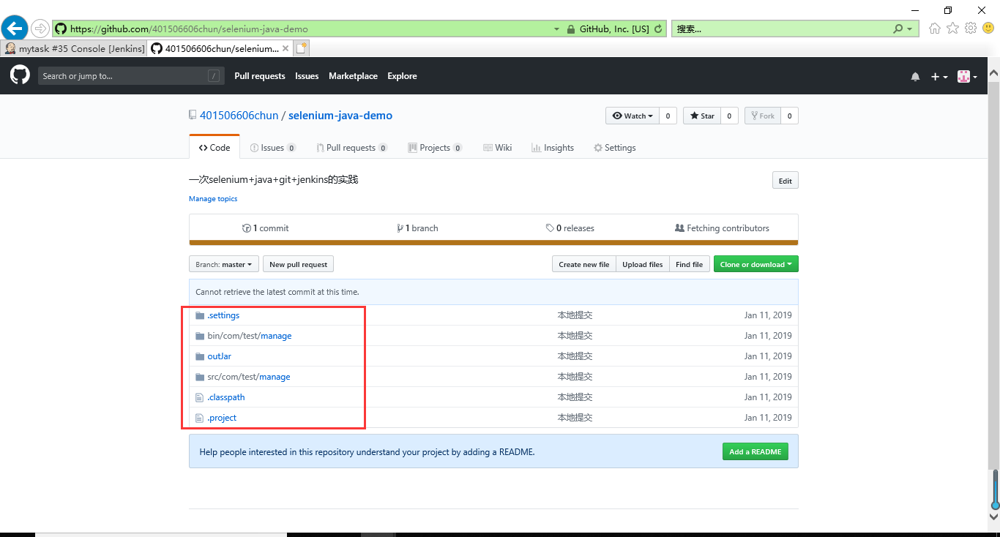 https://github.com/401506606chun/selenium-java-demo GitHub, Inc. [US] 搜索...
mytask #35 Console [Jenkins] 401506606chun/selenium...
Search or jump to... / Pull requests Issues Marketplace Explore
401506606chun / selenium-java-demo Watch 0 Star 0 Fork 0
Code Issues 0 Pull requests 0 Projects 0 Wiki Insights Settings
一次selenium+java+git+jenkins的实践 Edit
Manage topics
1 commit 1 branch 0 releases Fetching contributors
Branch: master New pull request Create new file Upload files Find file Clone or download
Cannot retrieve the latest commit at this time.
.settings 本地提交 Jan 11, 2019
bin/com/test/manage 本地提交 Jan 11, 2019
outJar 本地提交 Jan 11, 2019
src/com/test/manage 本地提交 Jan 11, 2019
.classpath 本地提交 Jan 11, 2019
.project 本地提交 Jan 11, 2019
Help people interested in this repository understand your project by adding a README. Add a README